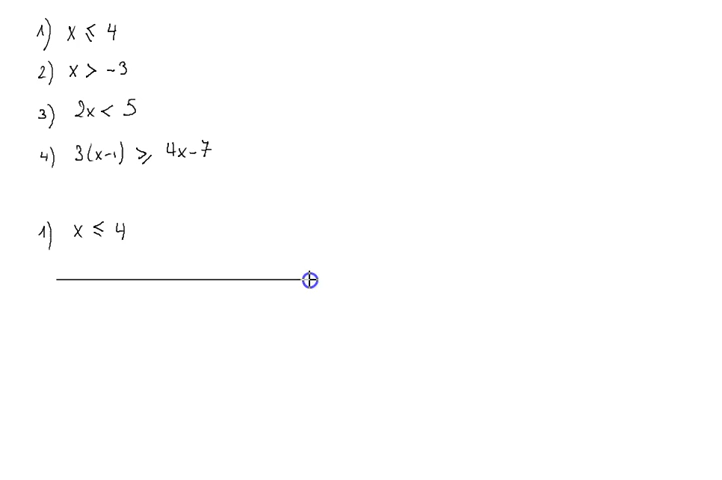 1) x ≤ 4
2) x > -3
3) 2x < 5
4) 3(x-1) ≥ 4x-7
1) x ≤ 4